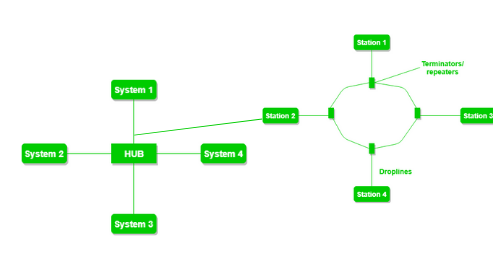 Station 1
Terminators/
repeaters
System 1
Station 2
Station 3
System 2
HUB
System 4
Droplines
Station 4
System 3